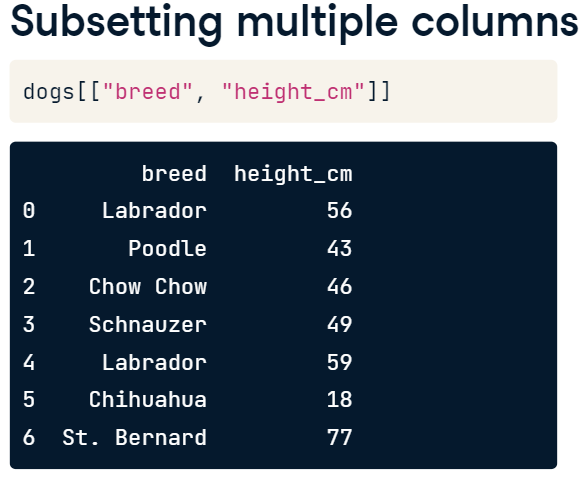 Subsetting multiple columns
dogs[["breed", "height_cm"]]
breed height_cm
0 Labrador 56
1 Poodle 43
2 Chow Chow 46
3 Schnauzer 49
4 Labrador 59
5 Chihuahua 18
6 St. Bernard 77